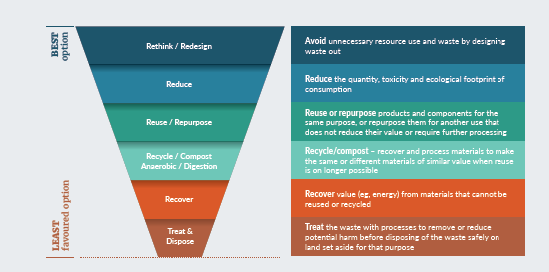 BEST
option
Rethink / Redesign
Avoid unnecessary resource use and waste by designing
waste out
Reduce
Reduce the quantity, toxicity and ecological footprint of
consumption
Reuse / Repurpose
Reuse or repurpose products and components for the
same purpose, or repurpose them for another use that
does not reduce their value or require further processing
Recycle / Compost
Anaerobic / Digestion
Recycle/compost – recover and process materials to make
the same or different materials of similar value when reuse
is on longer possible
LEAST
favoured option
Recover
Recover value (eg, energy) from materials that cannot be
reused or recycled
Treat &
Dispose
Treat the waste with processes to remove or reduce
potential harm before disposing of the waste safely on
land set aside for that purpose